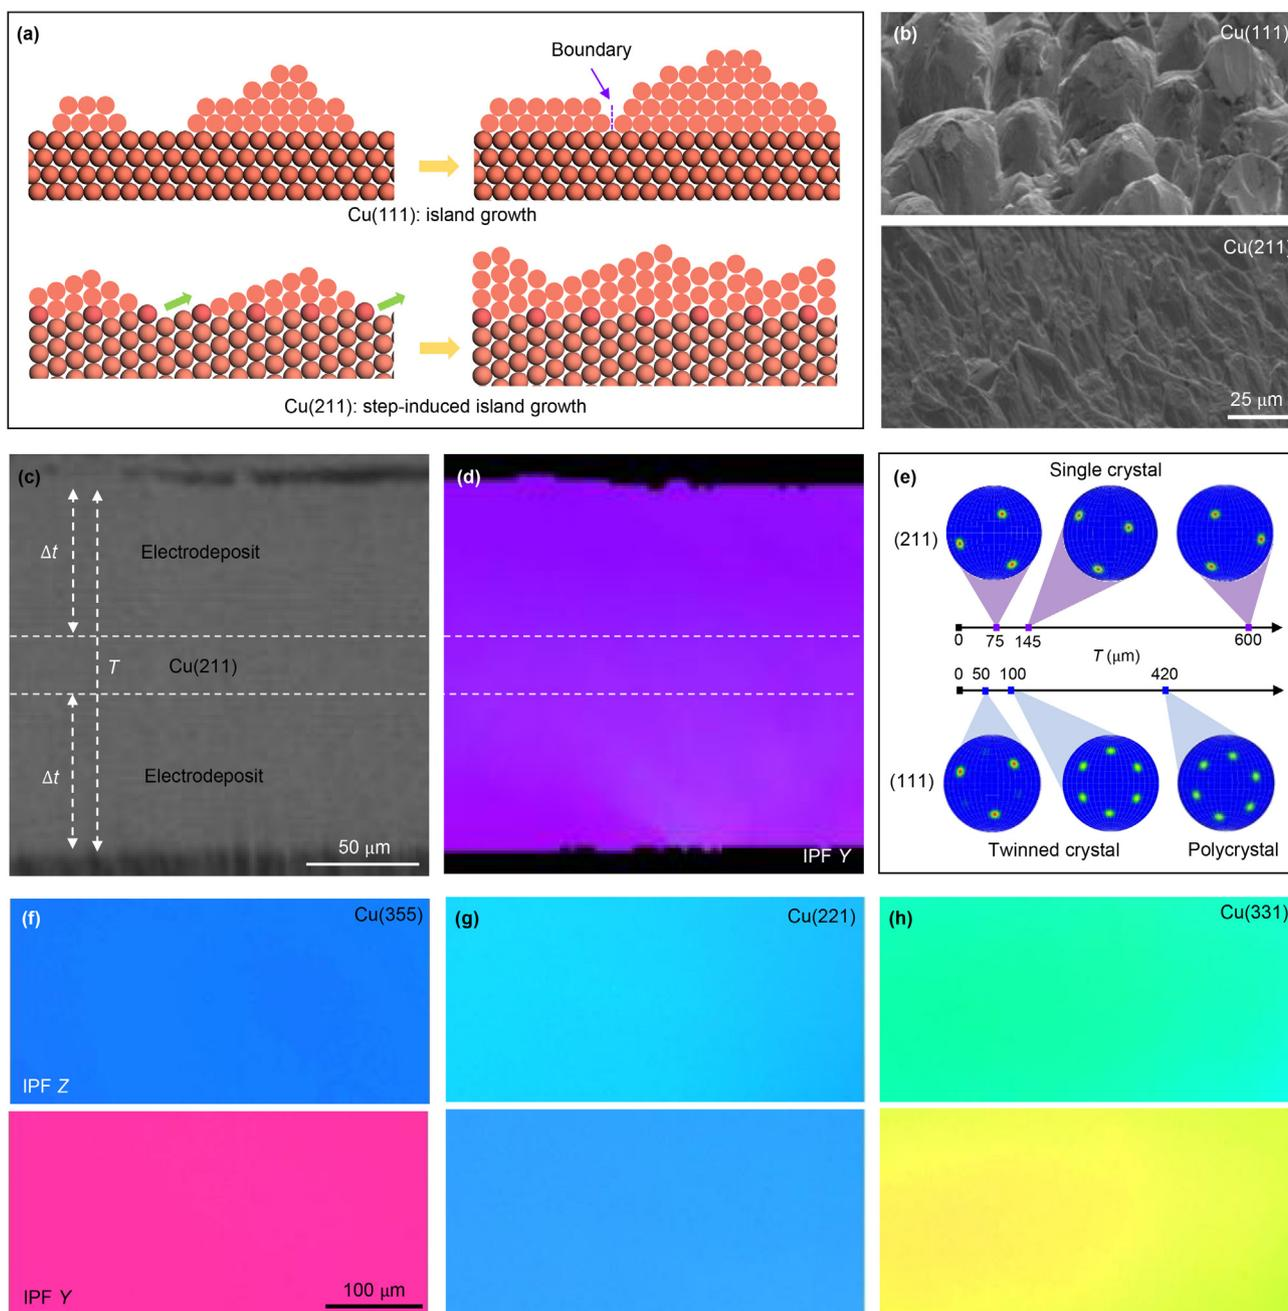 (a)
Boundary
Cu(111): island growth
Cu(211): step-induced island growth
(b)
Cu(111)
Cu(211)
25 μm
(c)
Δt
Electrodeposit
T
Cu(211)
Δt
Electrodeposit
50 μm
(d)
IPF Y
(e)
Single crystal
(211)
0 75 145 600
T (μm)
0 50 100 420
(111)
Twinned crystal Polycrystal
(f)
Cu(355)
IPF Z
IPF Y
100 μm
(g)
Cu(221)
(h)
Cu(331)